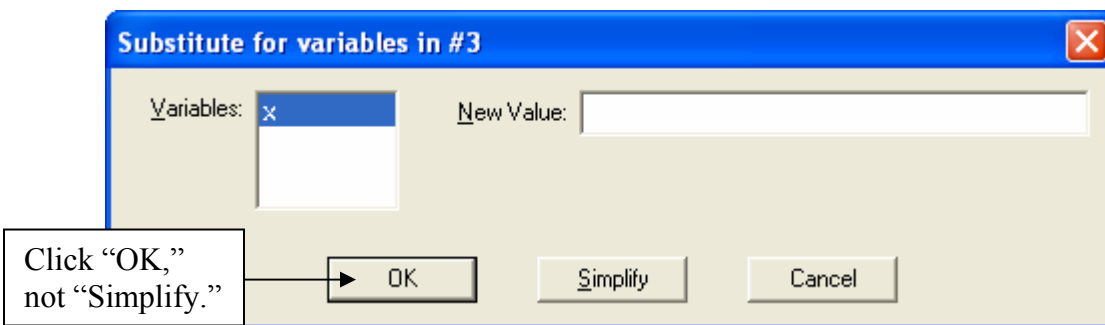 Substitute for variables in #3
Variables: x New Value:
Click “OK,”
not “Simplify.”
OK Simplify Cancel